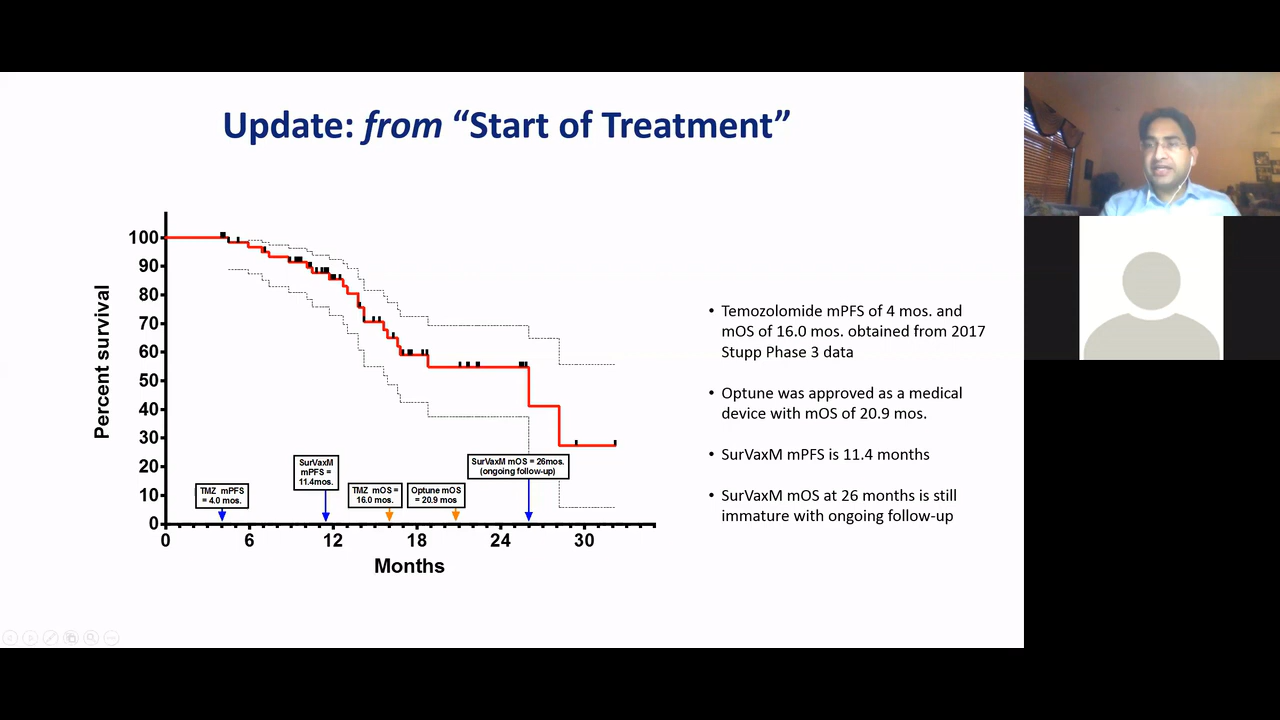 Update: from “Start of Treatment”
100
90
80
70
60
50
40
30
20
10
0
Percent survival
0 6 12 18 24 30
Months
TMZ mPFS
= 4.0 mos.
SurVaxM
mPFS =
11.4mos.
TMZ mOS =
16.0 mos.
Optune mOS
= 20.9 mos
SurVaxM mOS = 26mos.
(ongoing follow-up)
• Temozolomide mPFS of 4 mos. and
mOS of 16.0 mos. obtained from 2017
Stupp Phase 3 data
• Optune was approved as a medical
device with mOS of 20.9 mos.
• SurVaxM mPFS is 11.4 months
• SurVaxM mOS at 26 months is still
immature with ongoing follow-up